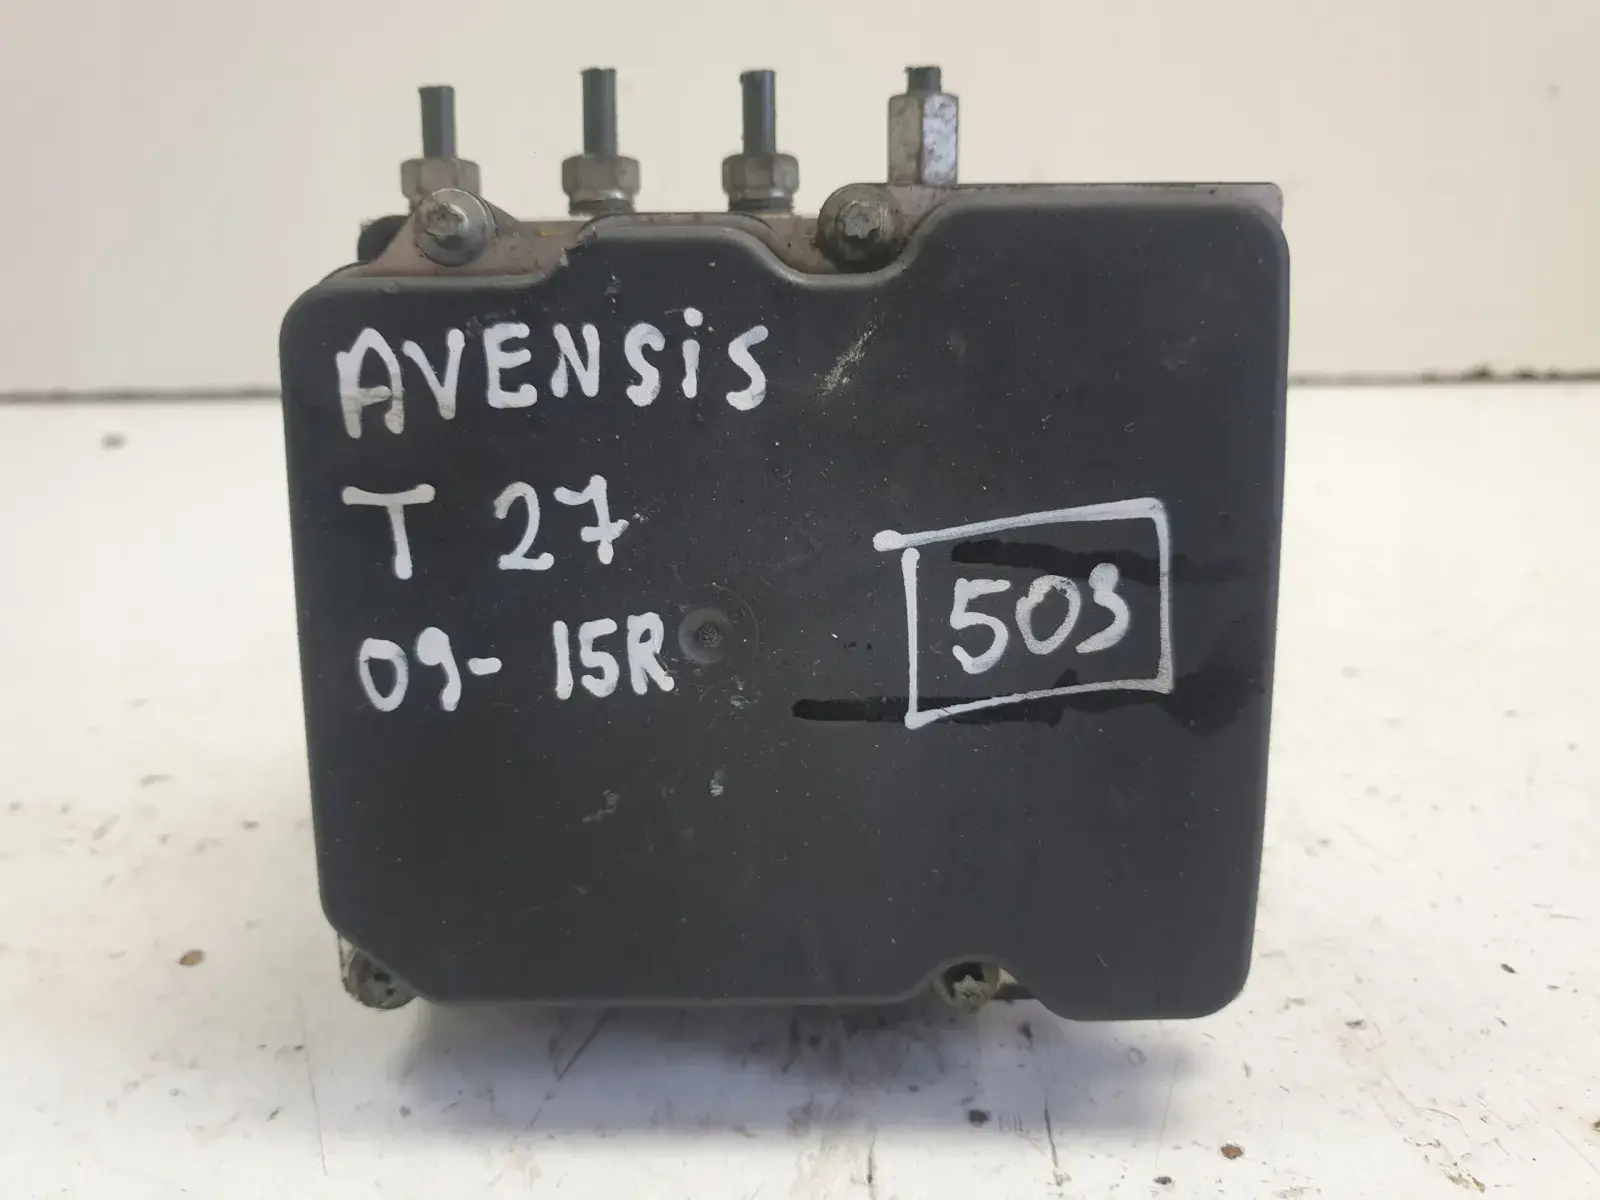 AVENSiS
T 27
09-15R
503